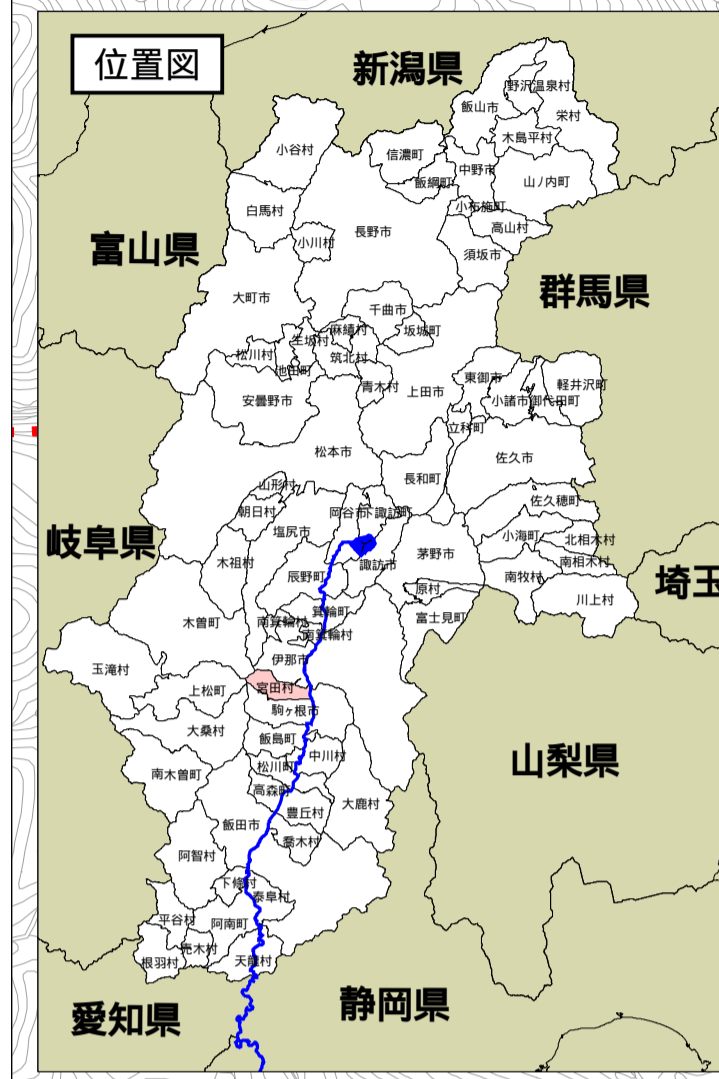 位置図
新潟県
野沢温泉村
飯山市
栄村
木島平村
小谷村
信濃町
中野市
飯綱町
山ノ内町
白馬村
小布施町
高山村
長野市
小川村
須坂市
富山県
群馬県
大町市
千曲市
麻績村
坂城町
生坂村
松川村
筑北村
池田町
青木村
上田市
東御市
軽井沢町
安曇野市
小諸市
御代田町
立科町
松本市
佐久市
長和町
山形村
佐久穂町
朝日村
岡谷市
下諏訪町
塩尻市
小海町
北相木村
岐阜県
茅野市
木祖村
諏訪市
南相木村
辰野町
南牧村
埼玉
原村
川上村
箕輪町
富士見町
木曽町
南箕輪村
南箕輪村
伊那市
玉滝村
宮田村
上松町
駒ヶ根市
大桑村
飯島町
中川村
山梨県
松川町
南木曽町
高森町
大鹿村
豊丘村
飯田市
喬木村
阿智村
下條村
泰阜村
平谷村
阿南町
売木村
根羽村
天龍村
静岡県
愛知県